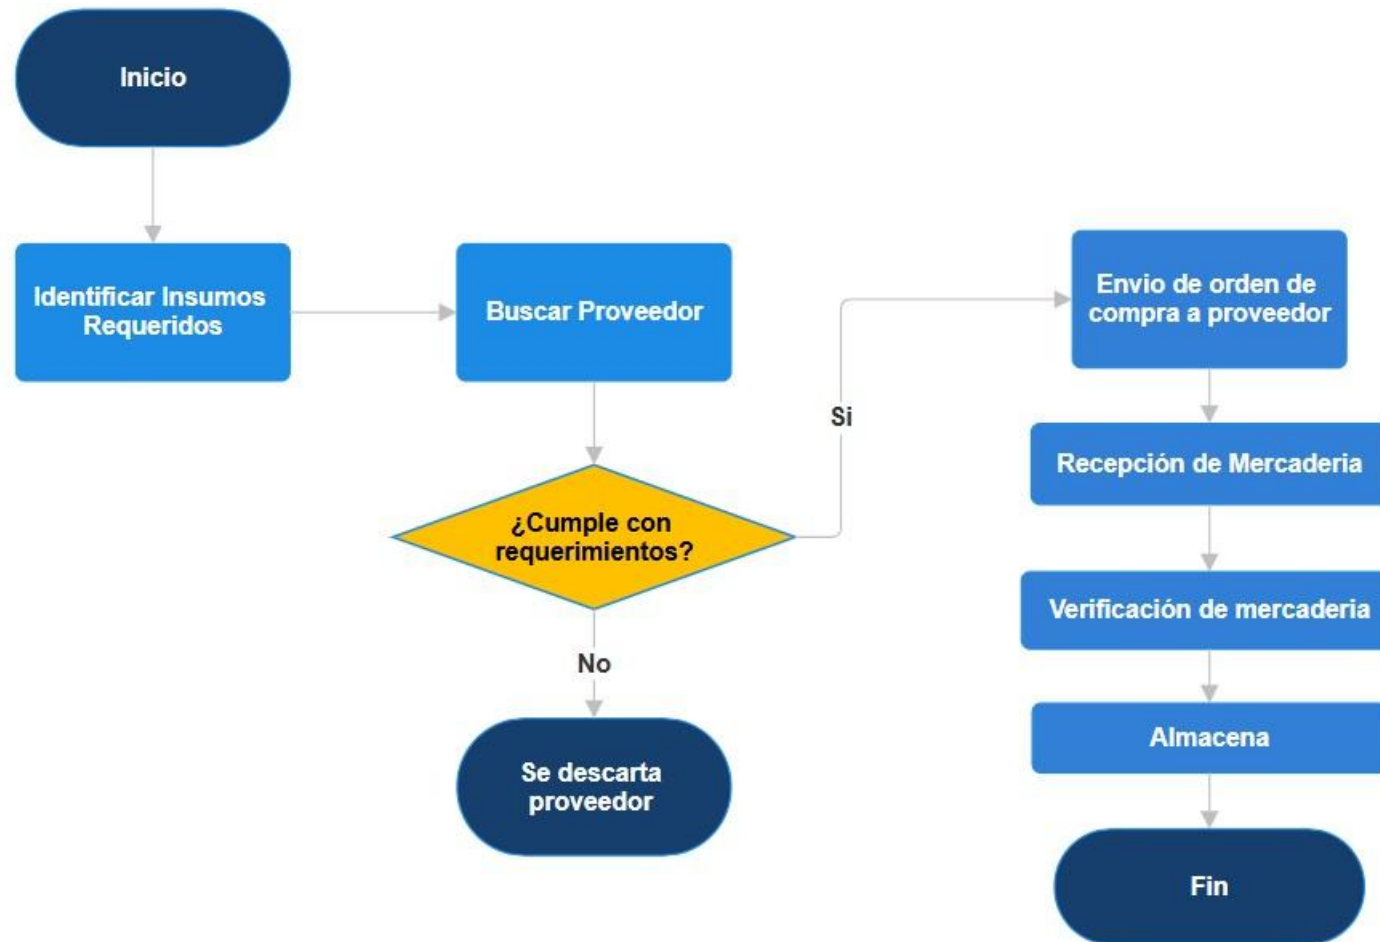 Inicio
Identificar Insumos
Requeridos
Buscar Proveedor
¿Cumple con
requerimientos?
No
Se descarta
proveedor
Si
Envio de orden de
compra a proveedor
Recepción de Mercaderia
Verificación de mercaderia
Almacena
Fin